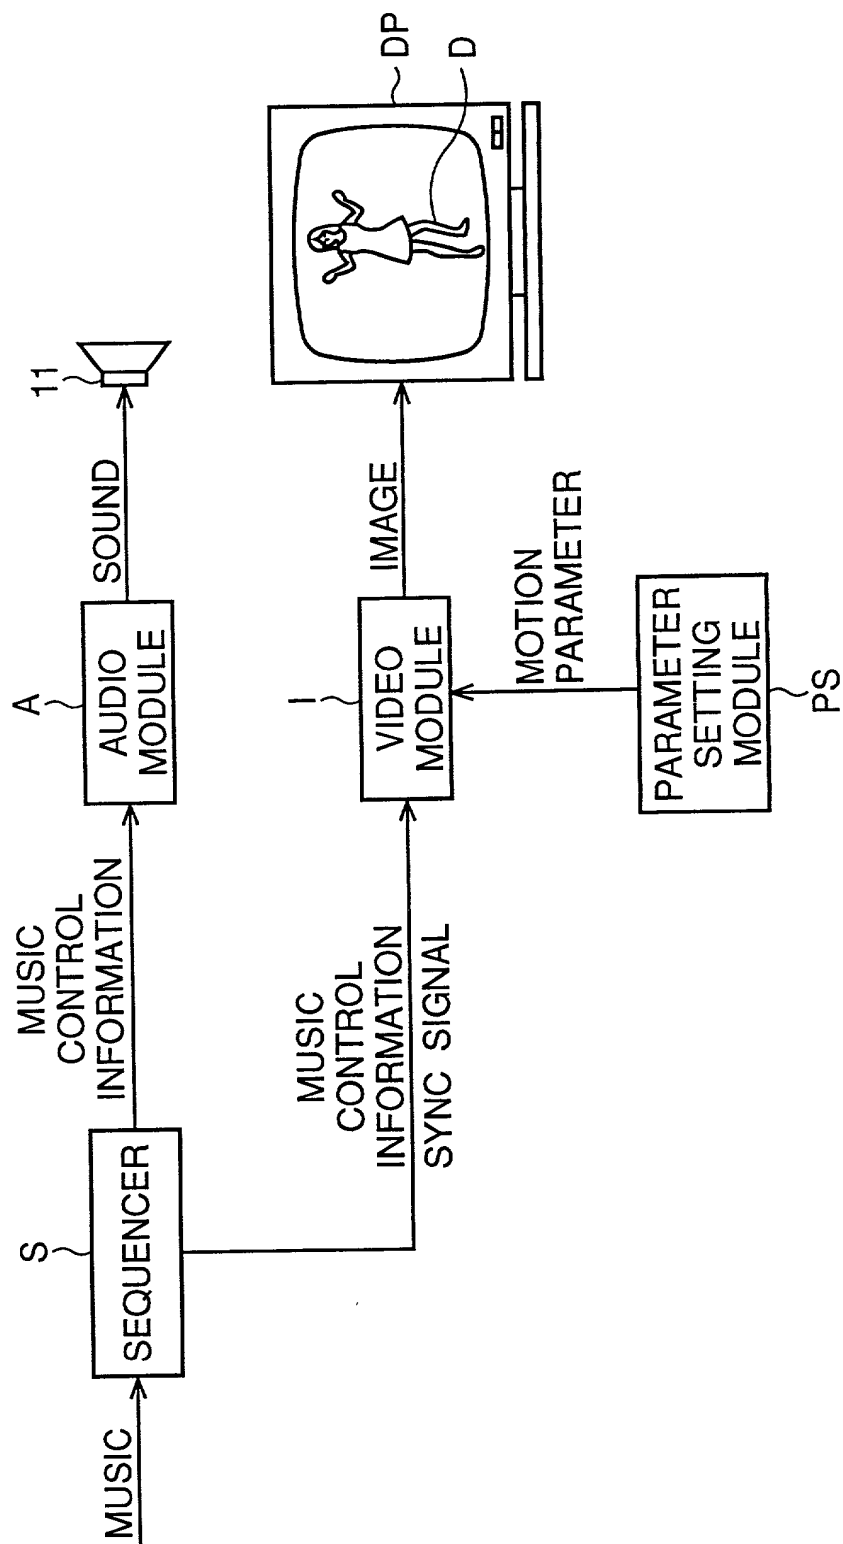 MUSIC
S
SEQUENCER
MUSIC
CONTROL
INFORMATION
A
AUDIO
MODULE
SOUND
11
MUSIC
CONTROL
INFORMATION
SYNC SIGNAL
I
VIDEO
MODULE
IMAGE
DP
D
MOTION
PARAMETER
PARAMETER
SETTING
MODULE
PS